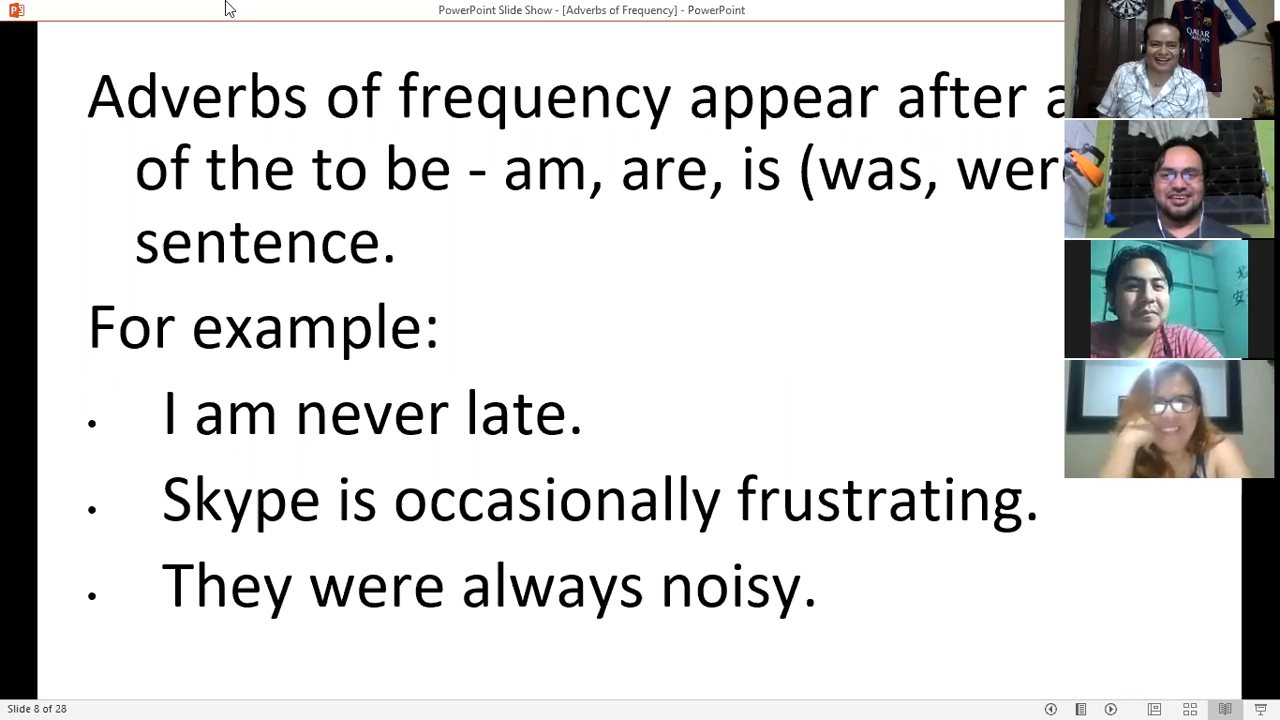 PowerPoint Slide Show - [Adverbs of Frequency] - PowerPoint
Adverbs of frequency appear after
of the to be - am, are, is (was,
sentence.
For example:
• I am never late.
• Skype is occasionally frustrating.
• They were always noisy.
QATAR
Slide 8 of 28